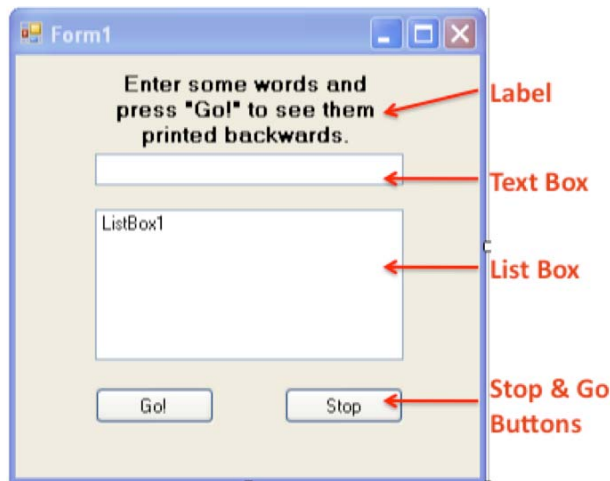 Form1
Enter some words and
press "Go!" to see them
printed backwards.
Label
Text Box
ListBox1
List Box
Go!
Stop
Stop & Go
Buttons